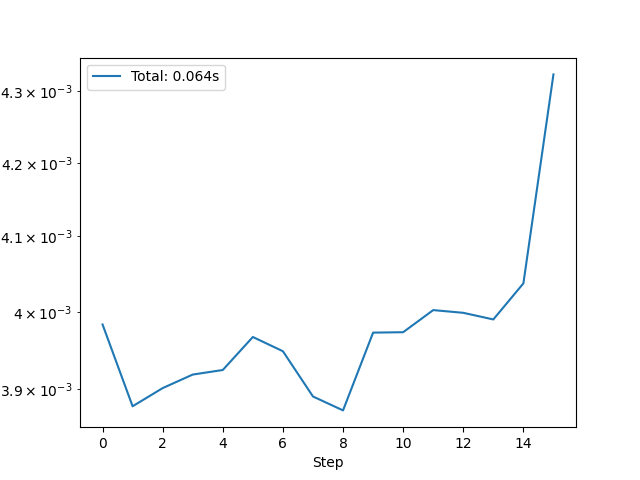 Total: 0.064s
4.3 × 10⁻³
4.2 × 10⁻³
4.1 × 10⁻³
4 × 10⁻³
3.9 × 10⁻³
0 2 4 6 8 10 12 14
Step